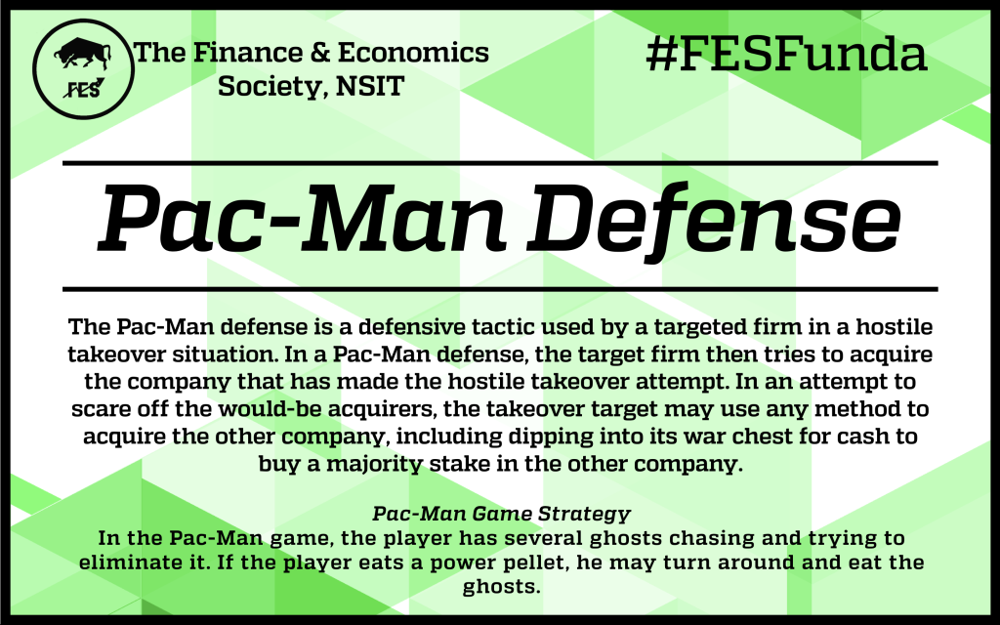 FES
The Finance & Economics
Society, NSIT
#FESFunda
Pac-Man Defense
The Pac-Man defense is a defensive tactic used by a targeted firm in a hostile
takeover situation. In a Pac-Man defense, the target firm then tries to acquire
the company that has made the hostile takeover attempt. In an attempt to
scare off the would-be acquirers, the takeover target may use any method to
acquire the other company, including dipping into its war chest for cash to
buy a majority stake in the other company.
Pac-Man Game Strategy
In the Pac-Man game, the player has several ghosts chasing and trying to
eliminate it. If the player eats a power pellet, he may turn around and eat the
ghosts.